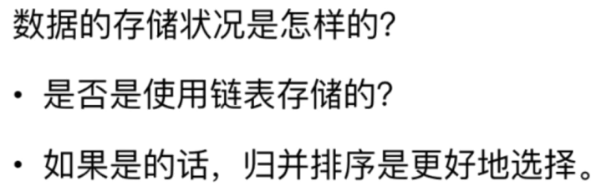 数据的存储状况是怎样的？
• 是否是使用链表存储的？
• 如果是的话，归并排序是更好地选择。